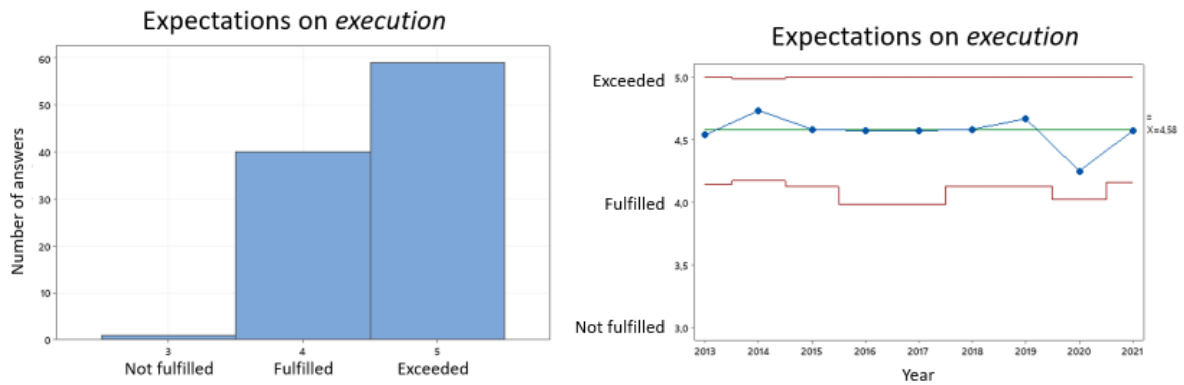 Expectations on execution
60
50
40
30
20
10
0
Number of answers
3
4
5
Not fulfilled
Fulfilled
Exceeded
Expectations on execution
Exceeded
Fulfilled
Not fulfilled
5,0
4,5
4,0
3,5
3,0
X=4,58
2013 2014 2015 2016 2017 2018 2019 2020 2021
Year